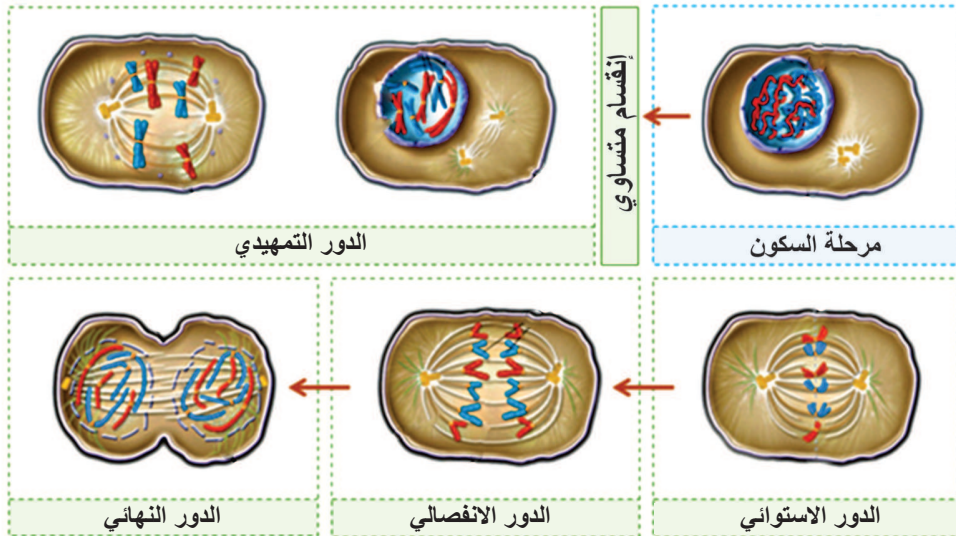 مرحلة السكون
إنقسام متساوي
الدور التمهيدي
الدور الاستوائي
الدور الانفصالي
الدور النهائي